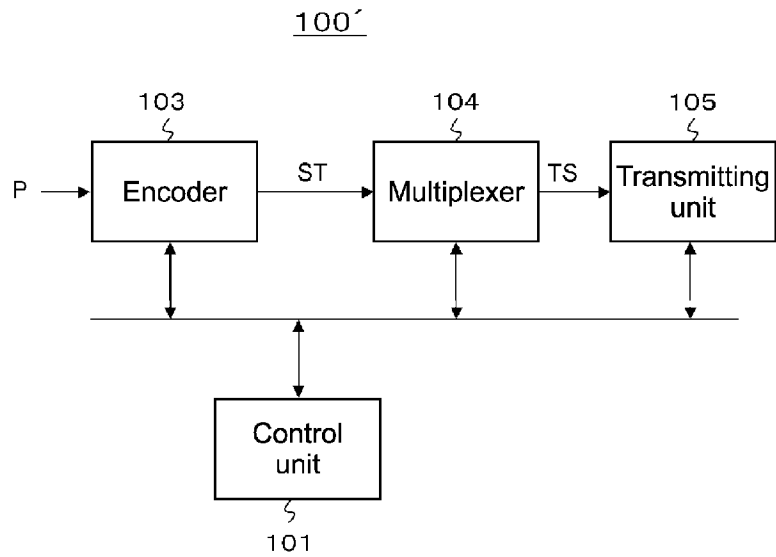 100´
103
104
105
P
Encoder
ST
Multiplexer
TS
Transmitting
unit
Control
unit
101